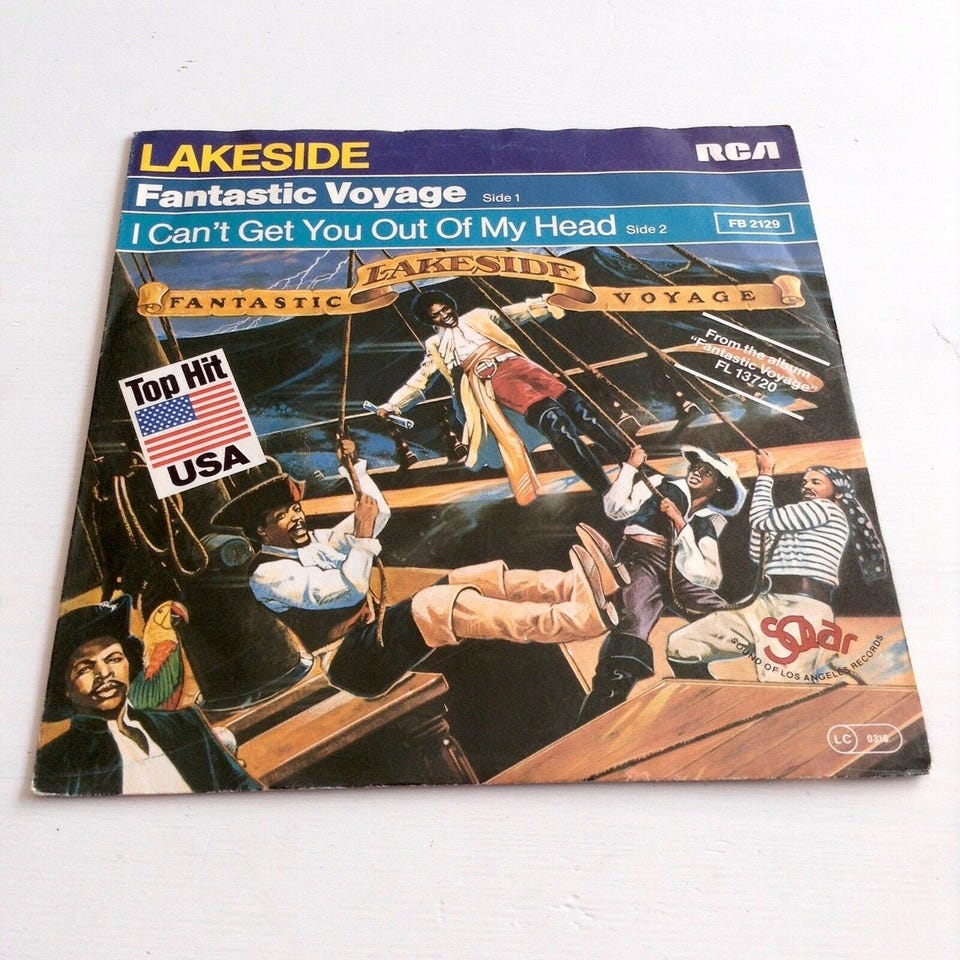 LAKESIDE
RCA
Fantastic Voyage Side 1
I Can't Get You Out Of My Head Side 2
FB 2129
LAKESIDE
FANTASTIC VOYAGE
From the album
"Fantastic Voyage"
FL 13720
Top Hit
USA
Solar
SOUND OF LOS ANGELES RECORDS
LC 0316